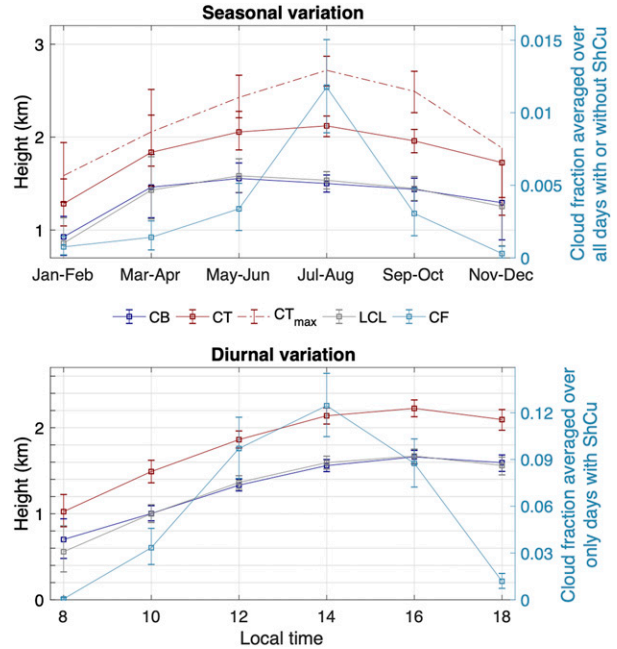 Seasonal variation
3
2
1
Height (km)
0.015
0.01
0.005
0
Cloud fraction averaged over
all days with or without ShCu
Jan-Feb Mar-Apr May-Jun Jul-Aug Sep-Oct Nov-Dec
CB CT CTmax LCL CF
Diurnal variation
2
1
0
Height (km)
0.12
0.09
0.06
0.03
0
Cloud fraction averaged over
only days with ShCu
8 10 12 14 16 18
Local time